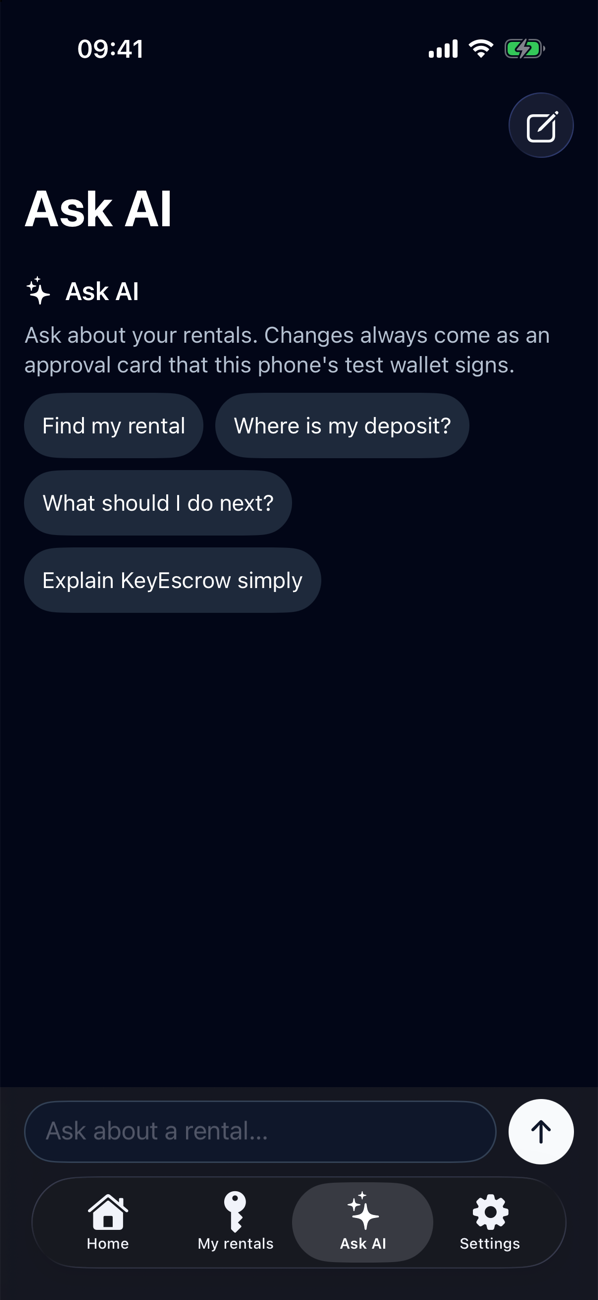 09:41
Ask AI
Ask AI
Ask about your rentals. Changes always come as an
approval card that this phone's test wallet signs.
Find my rental
Where is my deposit?
What should I do next?
Explain KeyEscrow simply
Ask about a rental...
Home
My rentals
Ask AI
Settings